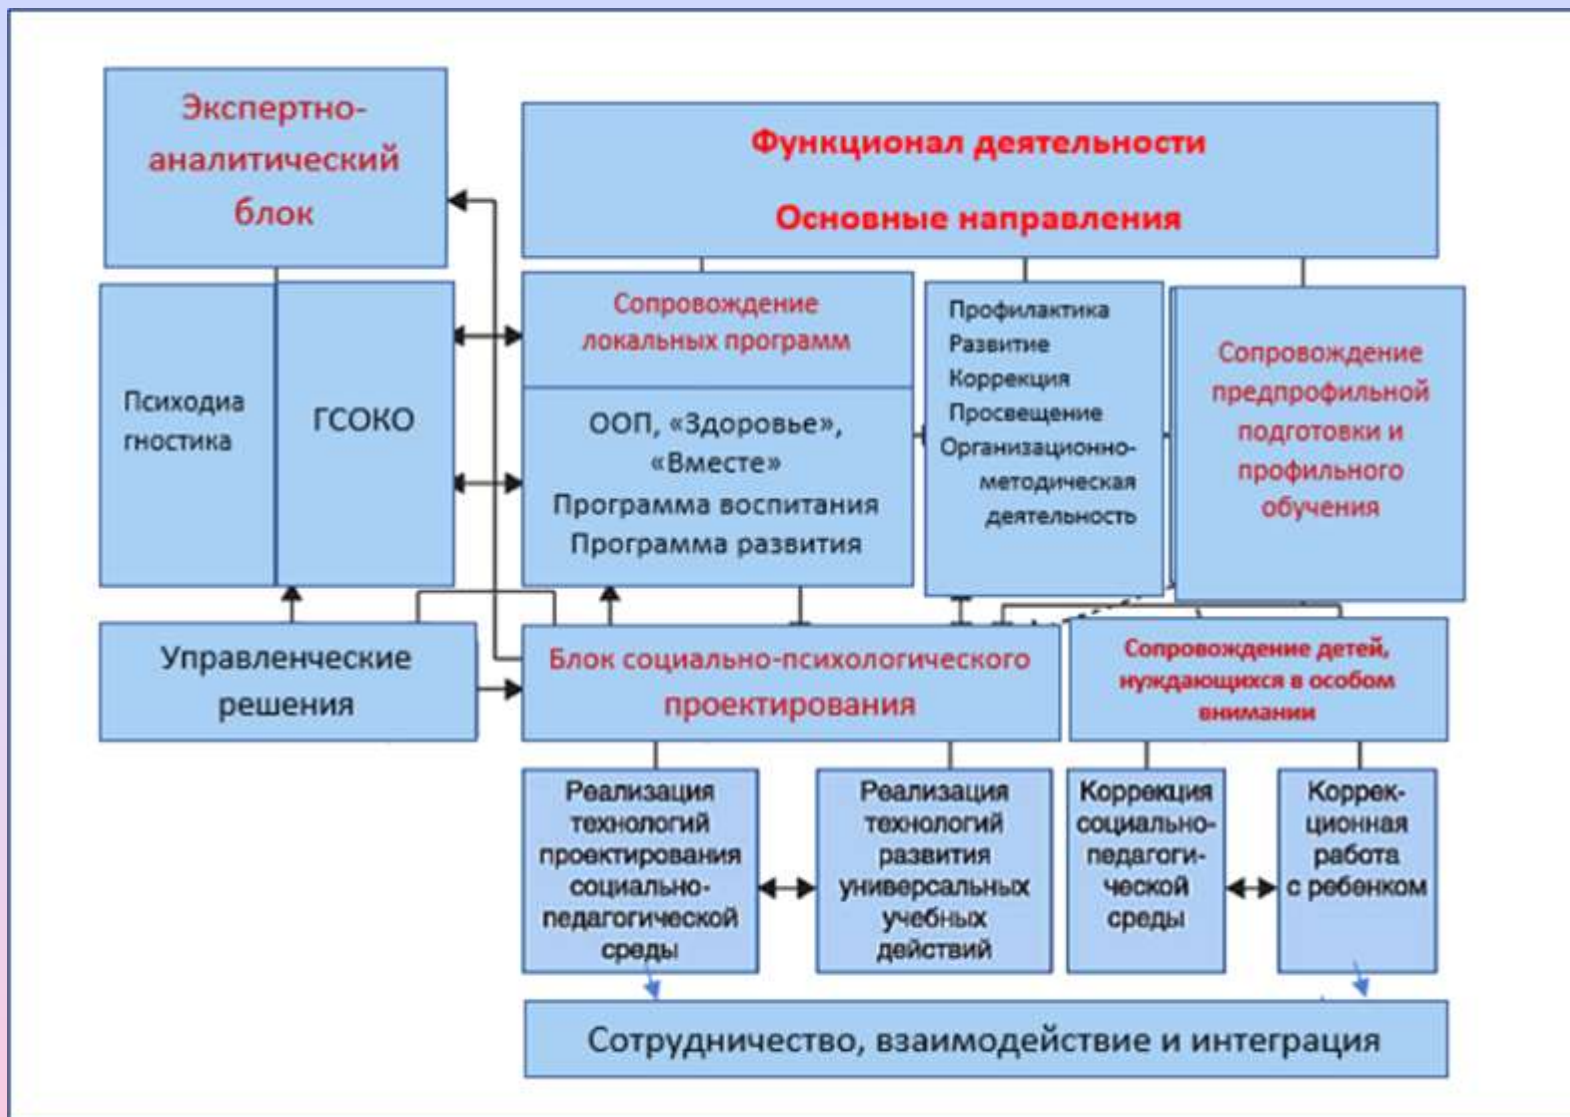 Экспертно-
аналитический
блок
Функционал деятельности
Основные направления
Психодиа
гностика
ГСОКО
Сопровождение
локальных программ
ООП, «Здоровье»,
«Вместе»
Программа воспитания
Программа развития
Профилактика
Развитие
Коррекция
Просвещение
Организационно-
методическая
деятельность
Сопровождение
предпрофильной
подготовки и
профильного
обучения
Управленческие
решения
Блок социально-психологического
проектирования
Сопровождение детей,
нуждающихся в особом
внимании
Реализация
технологий
проектирования
социально-
педагогической
среды
Реализация
технологий
развития
универсальных
учебных
действий
Коррекция
социально-
педагоги-
ческой
среды
Коррек-
ционная
работа
с ребенком
Сотрудничество, взаимодействие и интеграция